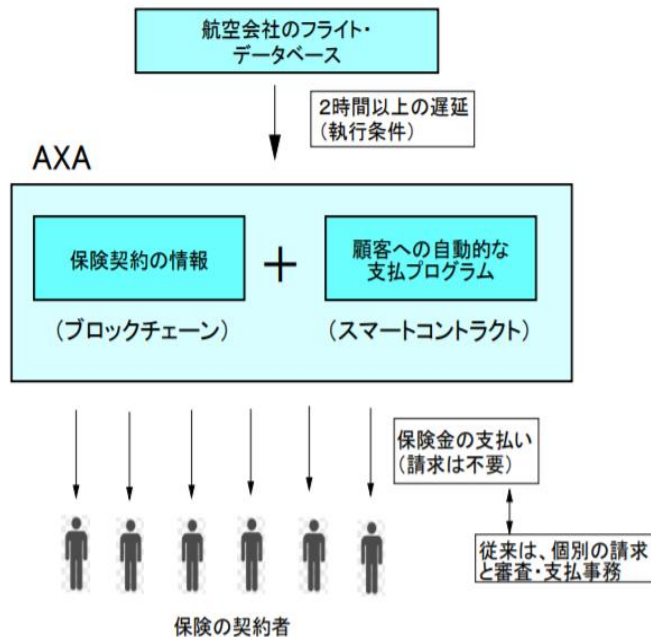 航空会社のフライト・
データベース
2時間以上の遅延
(執行条件)
AXA
保険契約の情報
+
顧客への自動的な
支払プログラム
(ブロックチェーン)
(スマートコントラクト)
保険金の支払い
(請求は不要)
従来は、個別の請求
と審査・支払事務
保険の契約者